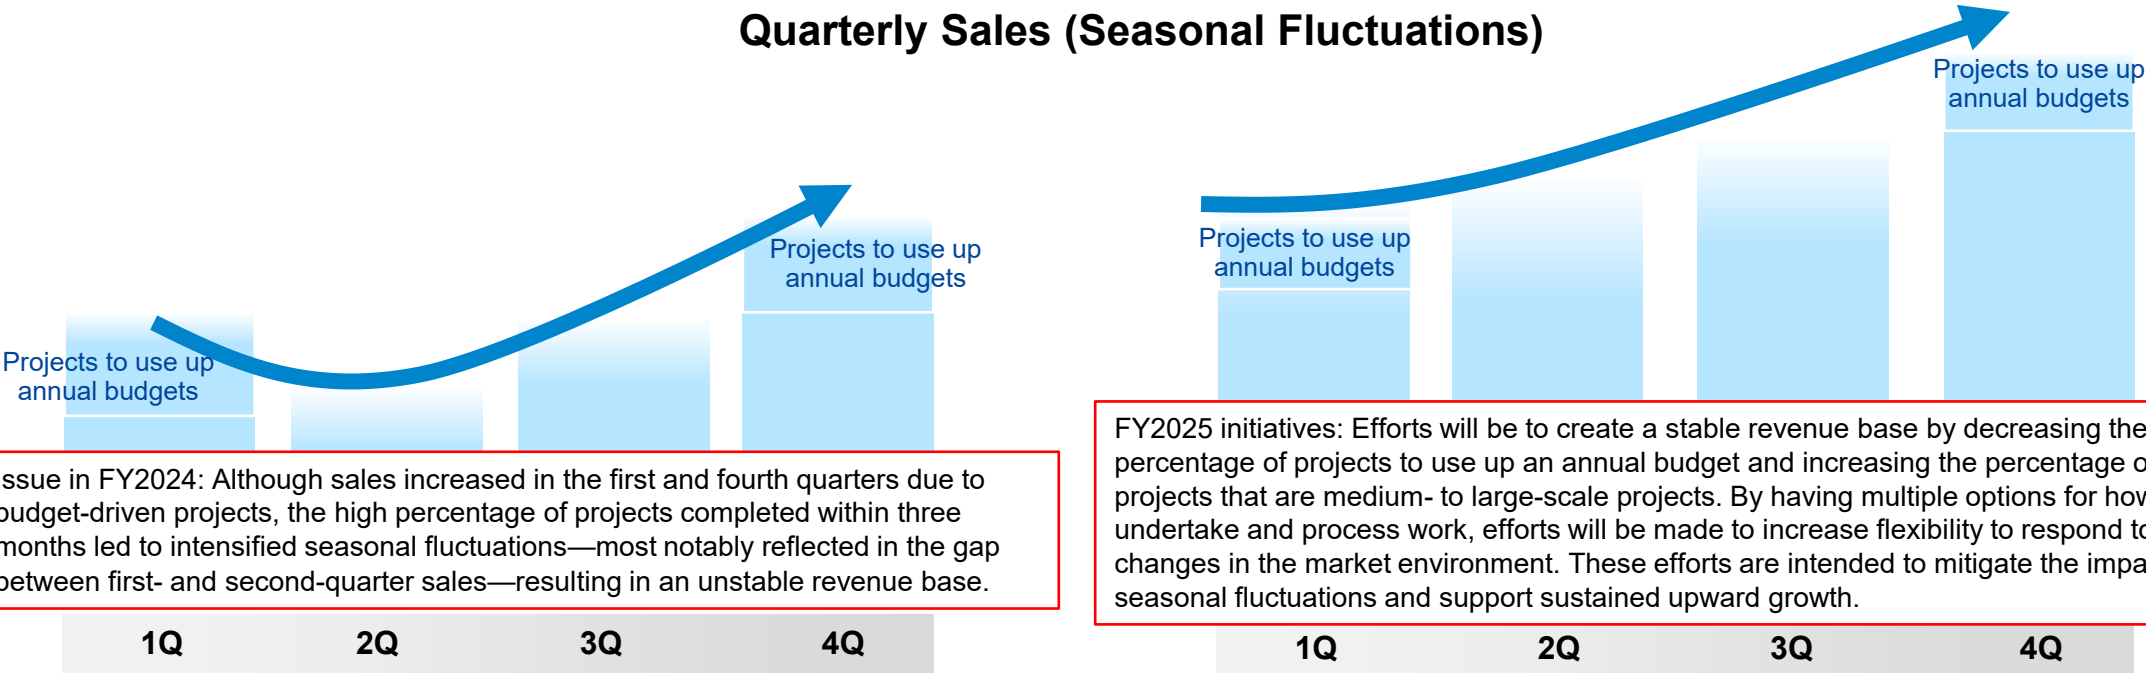 Quarterly Sales (Seasonal Fluctuations)
Projects to use up
annual budgets
Projects to use up
annual budgets
ssue in FY2024: Although sales increased in the first and fourth quarters due to
budget-driven projects, the high percentage of projects completed within three
months led to intensified seasonal fluctuations—most notably reflected in the gap
between first- and second-quarter sales—resulting in an unstable revenue base.
1Q 2Q 3Q 4Q
Projects to use up
annual budgets
Projects to use up
annual budgets
FY2025 initiatives: Efforts will be to create a stable revenue base by decreasing the
percentage of projects to use up an annual budget and increasing the percentage o
projects that are medium- to large-scale projects. By having multiple options for how
undertake and process work, efforts will be made to increase flexibility to respond to
changes in the market environment. These efforts are intended to mitigate the impa
seasonal fluctuations and support sustained upward growth.
1Q 2Q 3Q 4Q